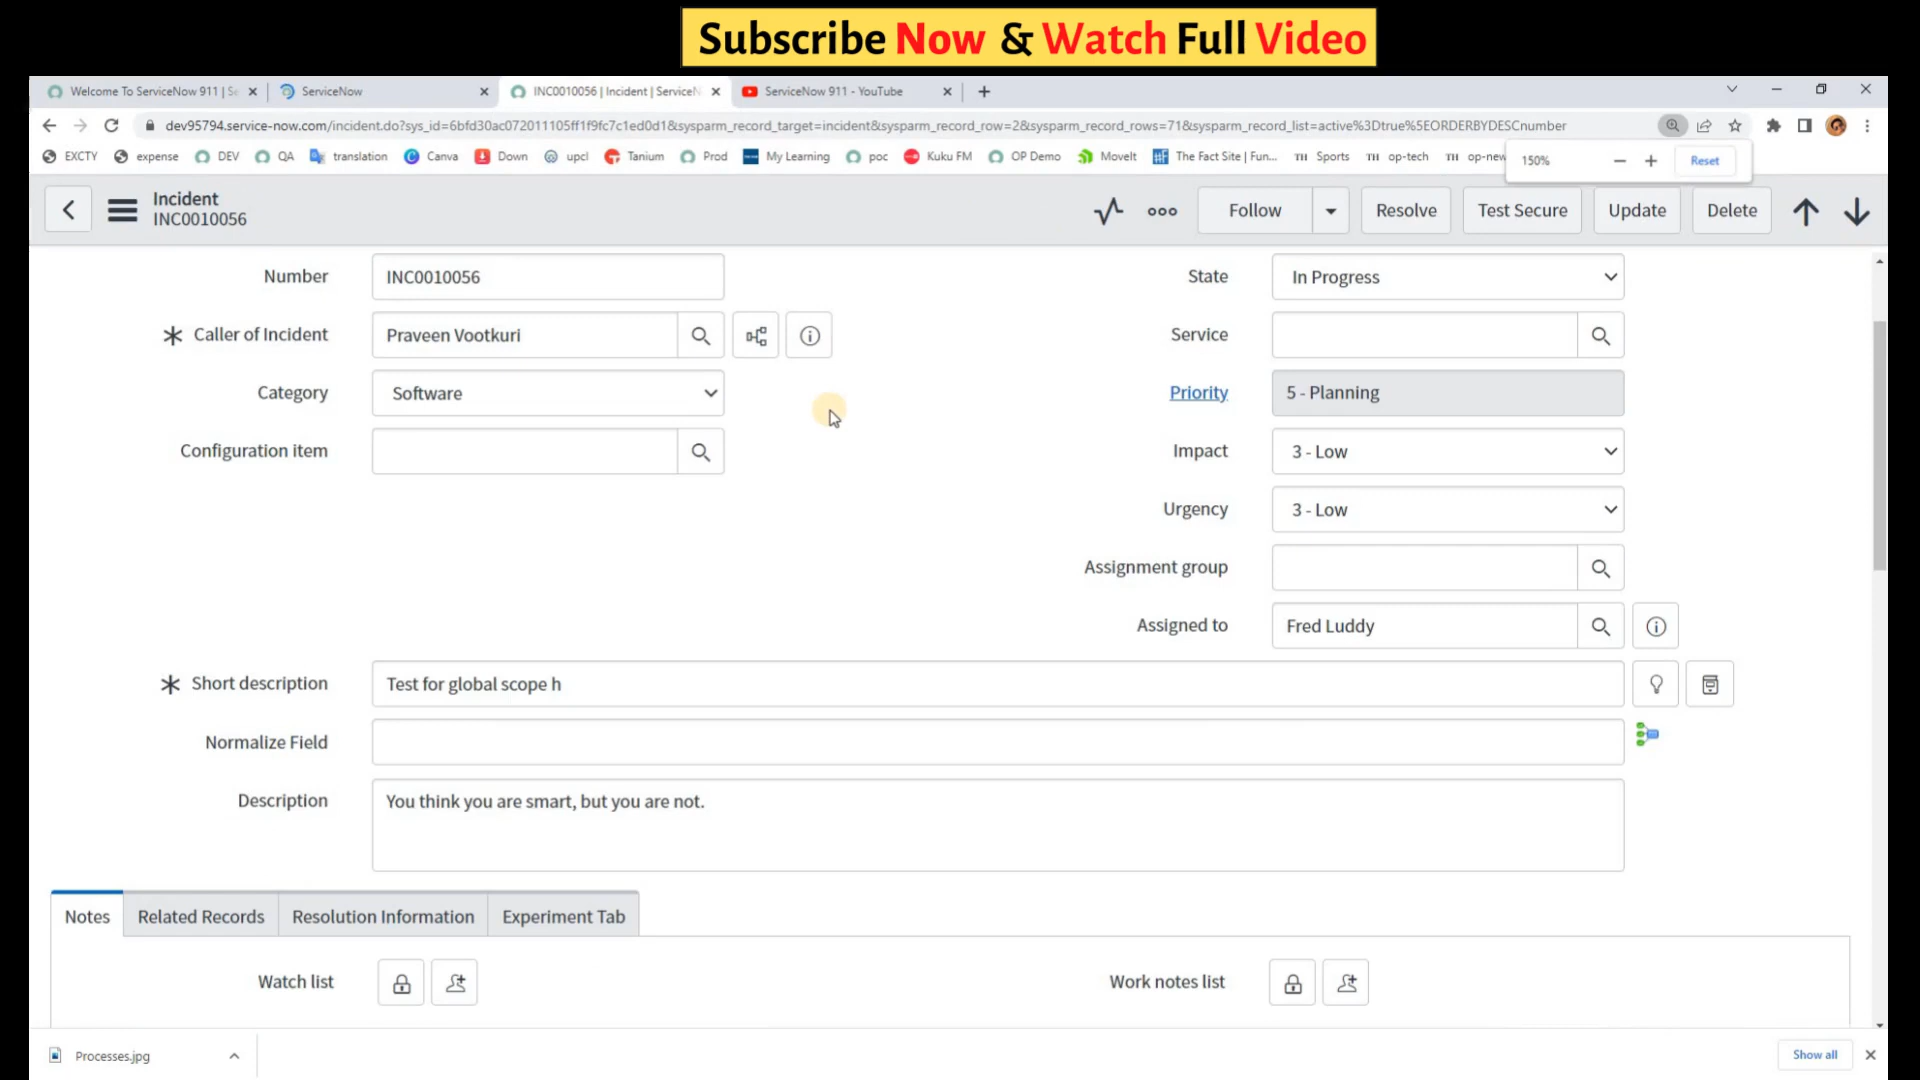 Subscribe Now & Watch Full Video
Welcome To ServiceNow 911 | Se
ServiceNow
INC0010056 | Incident | ServiceN
ServiceNow 911 - YouTube
dev95794.service-now.com/incident.do?sys_id=6bfd30ac072011105ff1f9fc7c1ed0d1&sysparm_record_target=incident&sysparm_record_row=2&sysparm_record_rows=71&sysparm_record_list=active%3Dtrue%5EORDERBYDESCnumber
EXCTY expense DEV QA translation Canva Down upcl Tanium Prod My Learning poc Kuku FM OP Demo MoveIt The Fact Site | Fun... TH Sports TH op-tech TH op-new
150% Reset
Incident
INC0010056
Follow Resolve Test Secure Update Delete
Number INC0010056 State In Progress
Caller of Incident Praveen Vootkuri Service
Category Software Priority 5 - Planning
Configuration item Impact 3 - Low
Urgency 3 - Low
Assignment group
Assigned to Fred Luddy
Short description Test for global scope h
Normalize Field
Description You think you are smart, but you are not.
Notes Related Records Resolution Information Experiment Tab
Watch list Work notes list
Processes.jpg Show all